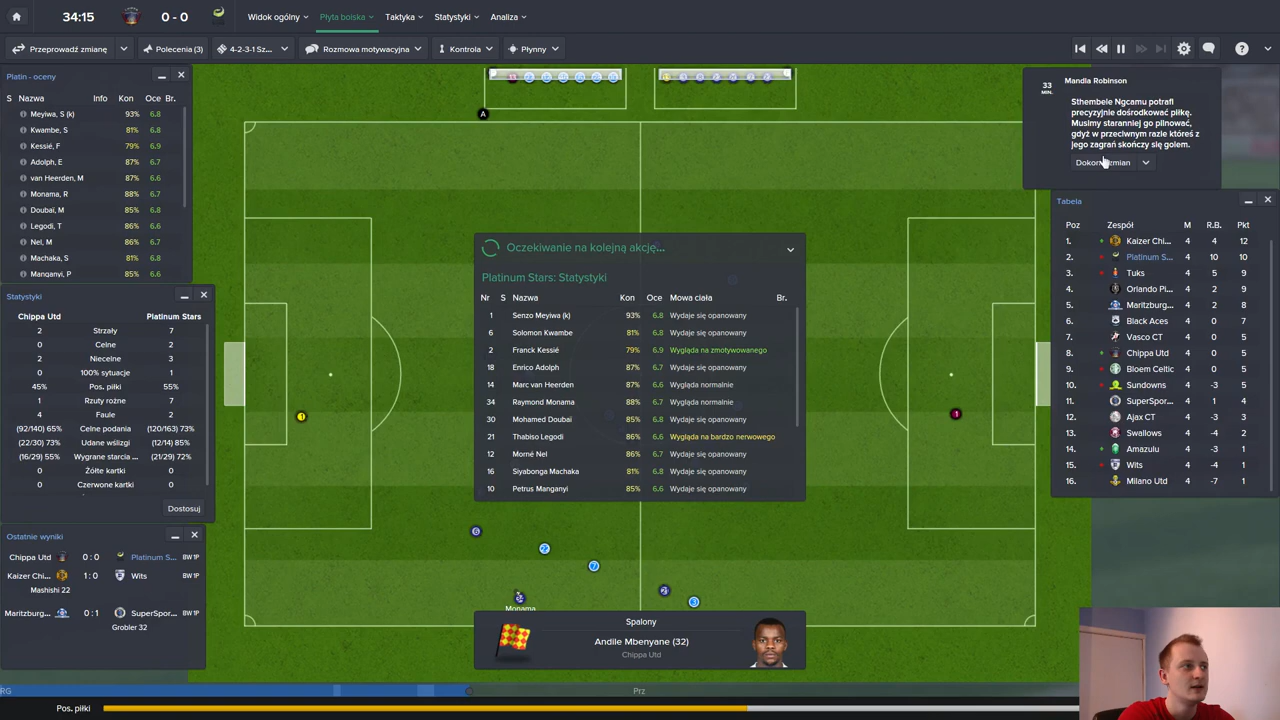 34:15 0 - 0 Widok ogólny Płyta boiska Taktyka Statystyki Analiza
Przeprowadź zmianę Polecenia (3) 4-2-3-1 Sz... Rozmowa motywacyjna Kontrola Płynny
Platin - oceny
S Nazwa Info Kon Oce Br.
Meyiwa, S (k) 93% 6.8
Kwambe, S 81% 6.8
Kessié, F 79% 6.9
Adolph, E 87% 6.7
van Heerden, M 87% 6.6
Monama, R 88% 6.7
Doubai, M 85% 6.8
Legodi, T 86% 6.6
Nel, M 86% 6.7
Machaka, S 81% 6.8
Manganyi, P 85% 6.6
Statystyki
Chippa Utd Platinum Stars
2 Strzały 7
0 Celne 2
2 Niecelne 3
0 100% sytuacje 1
45% Pos. piłki 55%
1 Rzuty rożne 7
4 Faule 2
(92/140) 65% Celne podania (120/163) 73%
(22/30) 73% Udane wślizgi (12/14) 85%
(16/29) 55% Wygrane starcia ... (21/29) 72%
0 Żółte kartki 0
0 Czerwone kartki 0
Dostosuj
Ostatnie wyniki
Chippa Utd 0 : 0 Platinum S... BW 1P
Kaizer Chi... 1 : 0 Wits BW 1P
Mashishi 22
Maritzburg... 0 : 1 SuperSpor... BW 1P
Grobler 32
A
Oczekiwanie na kolejną akcję...
Platinum Stars: Statystyki
Nr S Nazwa Kon Oce Mowa ciała Br.
1 Senzo Meyiwa (k) 93% 6.8 Wydaje się opanowany
6 Solomon Kwambe 81% 6.8 Wydaje się opanowany
2 Franck Kessié 79% 6.9 Wygląda na zmotywowanego
18 Enrico Adolph 87% 6.7 Wydaje się opanowany
14 Marc van Heerden 87% 6.6 Wygląda normalnie
34 Raymond Monama 88% 6.7 Wygląda normalnie
30 Mohamed Doubai 85% 6.8 Wydaje się opanowany
21 Thabiso Legodi 86% 6.6 Wygląda na bardzo nerwowego
12 Morné Nel 86% 6.7 Wydaje się opanowany
16 Siyabonga Machaka 81% 6.8 Wydaje się opanowany
10 Petrus Manganyi 85% 6.6 Wydaje się opanowany
1
1
6
7
3
Monama
Spalony
Andile Mbenyane (32)
Chippa Utd
33
MIN.
Mandla Robinson
Sthembele Ngcamu potrafi
precyzyjnie dośrodkować piłkę.
Musimy staranniej go pilnować,
gdyż w przeciwnym razie któreś z
jego zagrań skończy się golem.
Tabela
Poz Zespół M R.B. Pkt
1. Kaizer Chi... 4 4 12
2. Platinum S... 4 10 10
3. Tuks 4 5 9
4. Orlando Pi... 4 2 9
5. Maritzburg... 4 2 8
6. Black Aces 4 0 7
7. Vasco CT 4 0 7
8. Chippa Utd 4 0 5
9. Bloem Celtic 4 0 5
10. Sundowns 4 -3 5
11. SuperSpor... 4 1 4
12. Ajax CT 4 -3 3
13. Swallows 4 -4 2
14. Amazulu 4 -3 1
15. Wits 4 -4 1
16. Milano Utd 4 -7 1
RG Prz
Pos. piłki